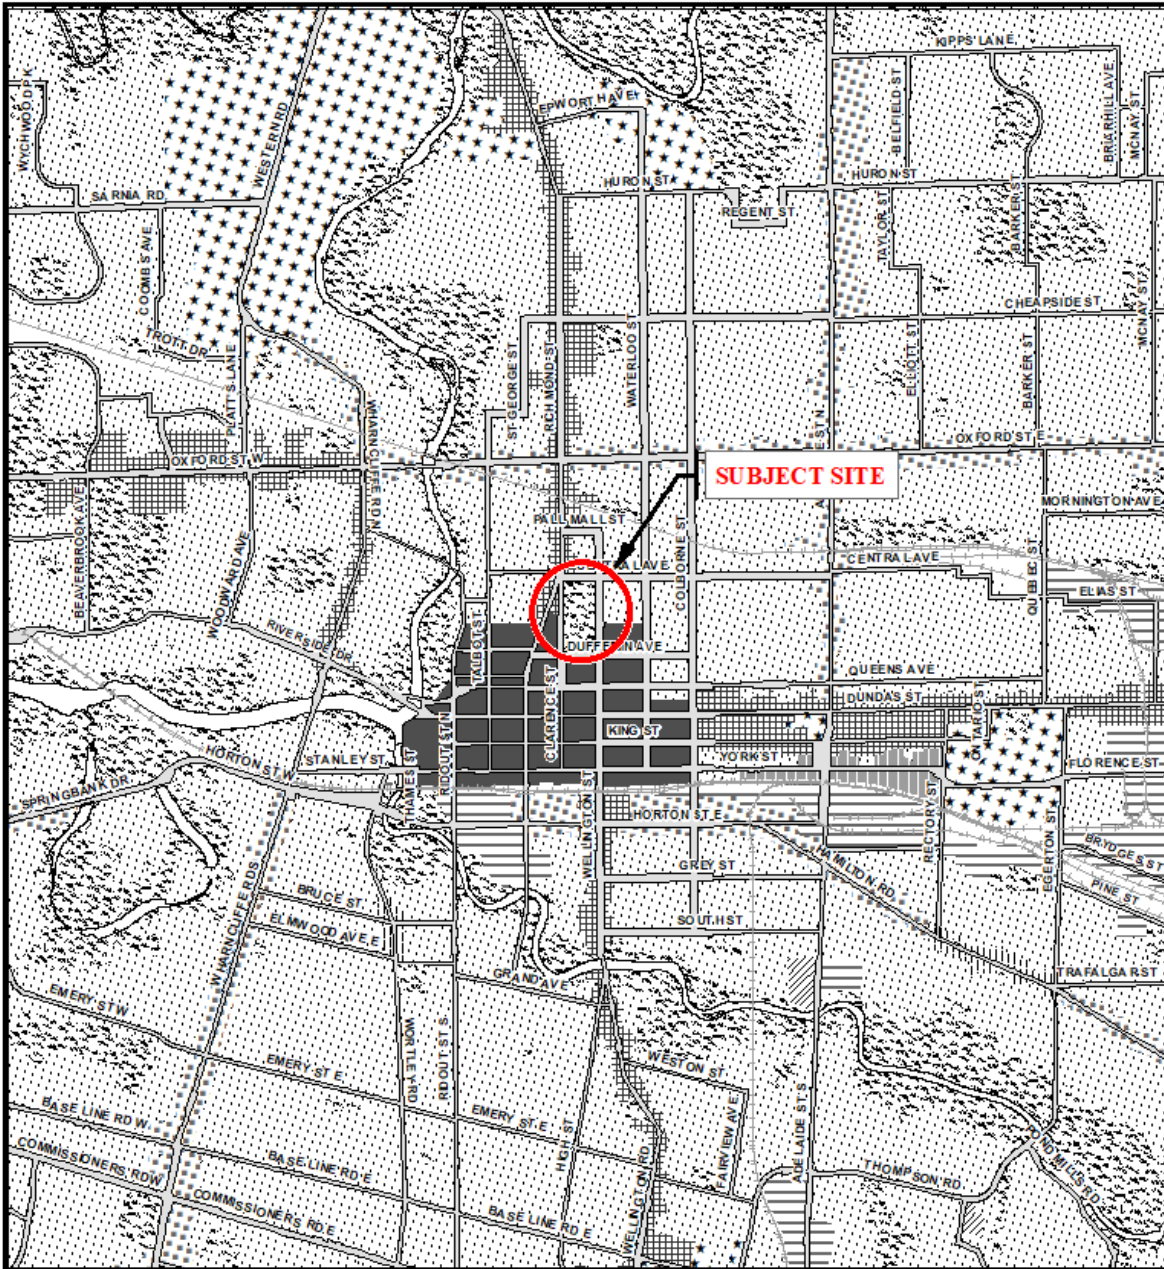 KIPPS LANE
WYCHWOOD PK
WESTERN RD
EPWORTH AVE
BELFIELD ST
BRIARHILL AVE
MCNAY ST
SARNIA RD
HURON ST
HURON ST
REGENT ST
TAYLOR ST
BARKER ST
COOMBS AVE
CHEAPSIDE ST
MCNAY ST
TROTT DR
PLATT'S LANE
ST GEORGE ST
RICHMOND ST
WATERLOO ST
ELLIOTT ST
BARKER ST
WHARNCLIFFE RD N
OXFORD ST W
OXFORD ST E
SUBJECT SITE
BEAVERBROOK AVE
WOODWARD AVE
PALL MALL ST
COLBORNE ST
MORNINGTON AVE
CENTRAL AVE
QUEBEC ST
ELIAS ST
RIVERSIDE DR
TALBOT ST
DUFFERIN AVE
QUEENS AVE
DUNDAS ST
CLARENCE ST
KING ST
ONTARIO ST
HORTON ST W
STANLEY ST
THAMES ST
RIDOUT ST N
YORK ST
FLORENCE ST
SPRINGBANK DR
WELLINGTON ST
HORTON ST E
RECTORY ST
EGERTON ST
BRYDGES ST
HAMILTON RD
GREY ST
PINE ST
WHARNCLIFFE RD S
BRUCE ST
ELMWOOD AVE E
SOUTH ST
GRAND AVE
TRAFALGAR ST
EMERY ST W
WORTLEY RD
RIDOUT ST S
EMERY ST E
WESTON ST
BASE LINE RD W
EMERY ST E
HIGH ST
FAIRVIEW AVE
ADELAIDE ST S
POND MILLS RD
COMMISSIONERS RD W
BASE LINE RD E
WELLINGTON RD
THOMPSON RD
COMMISSIONERS RD E
BASE LINE RD E